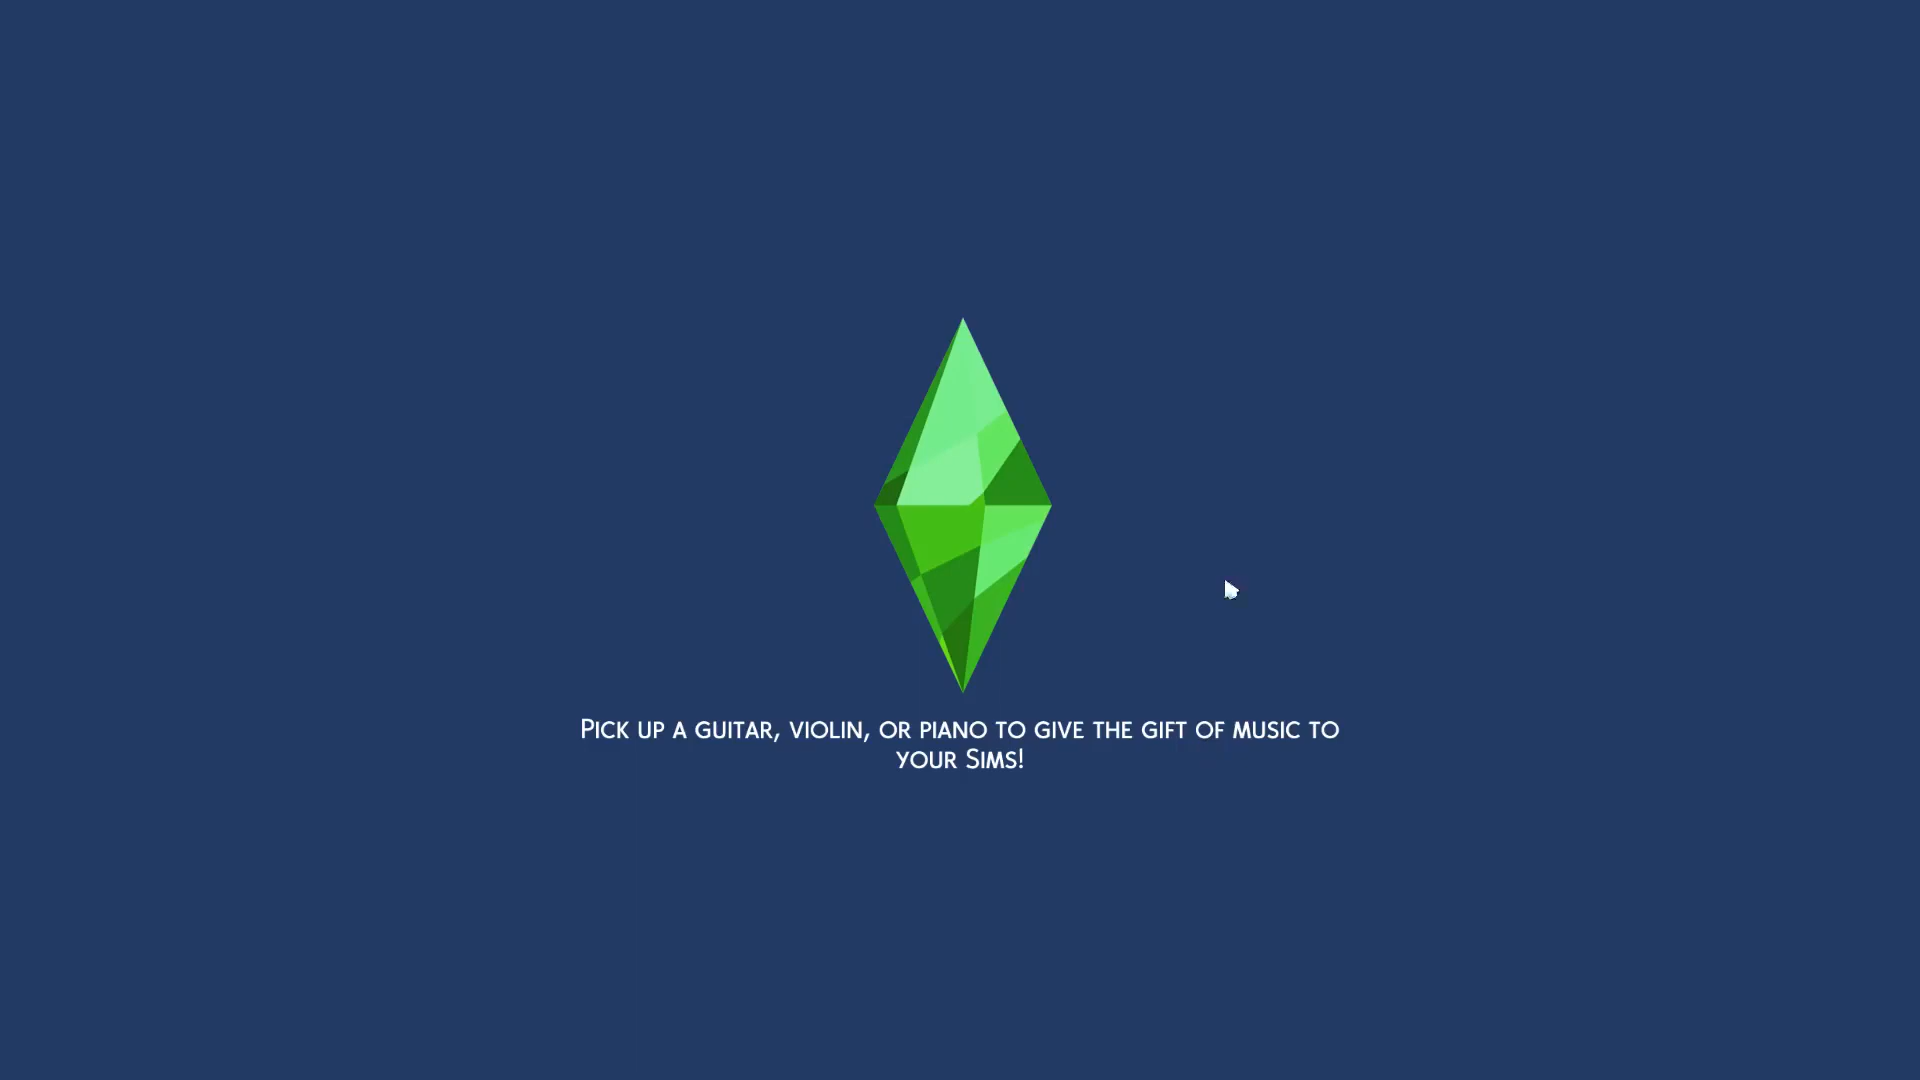 Pick up a guitar, violin, or piano to give the gift of music to
your Sims!